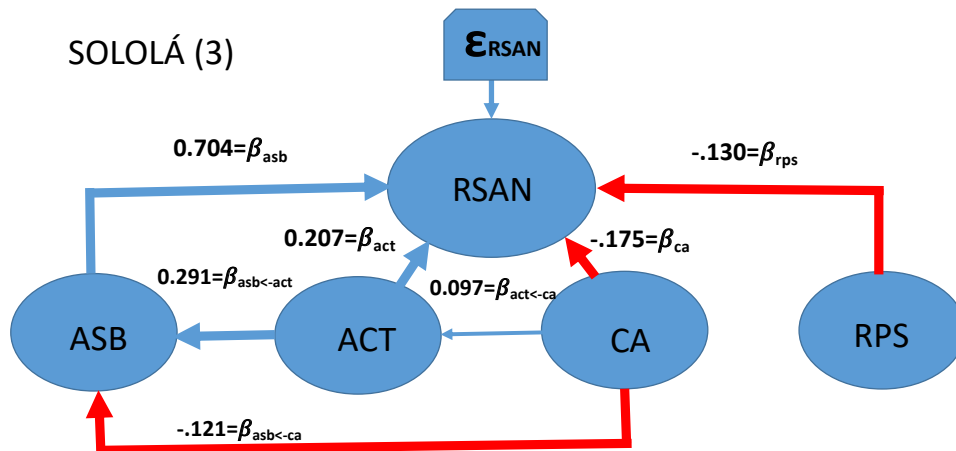 SOLOLÁ (3)
εRSAN
0.704=βasb
-.130=βrps
RSAN
0.207=βact
-.175=βca
0.291=βasb<-act
0.097=βact<-ca
ASB
ACT
CA
RPS
-.121=βasb<-ca